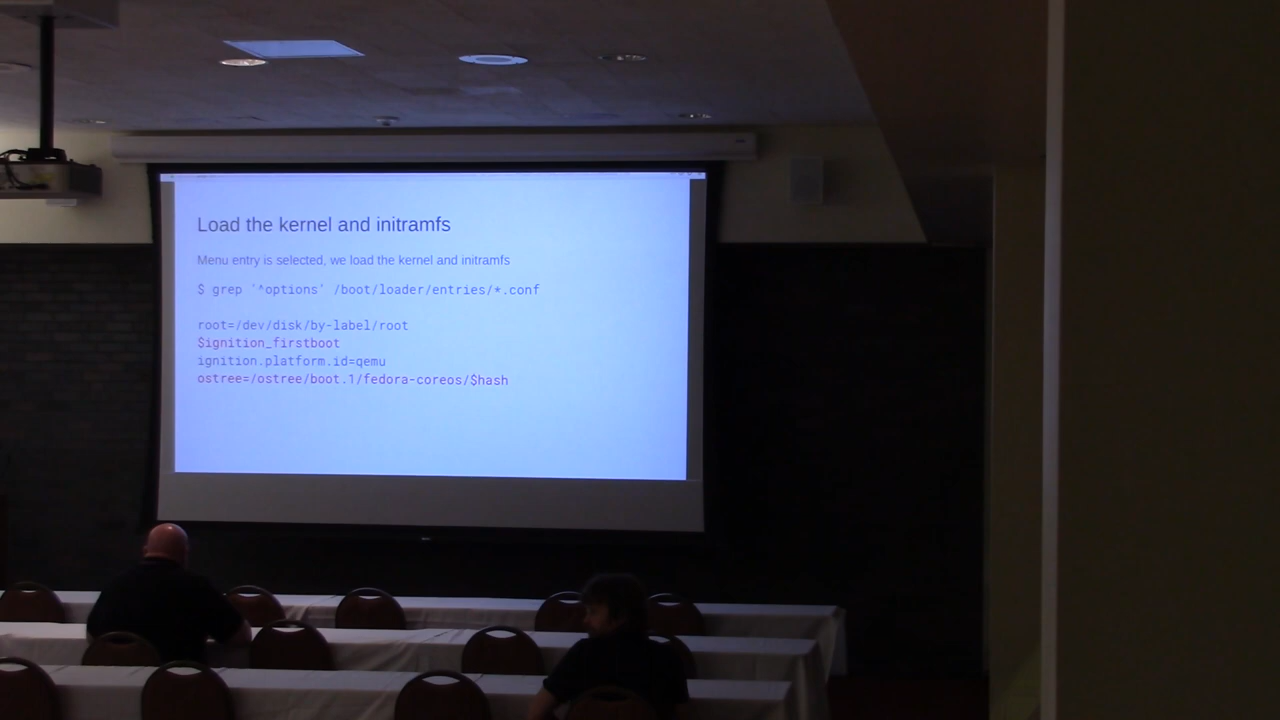 Load the kernel and initramfs
Menu entry is selected, we load the kernel and initramfs
$ grep '^options' /boot/loader/entries/*.conf
root=/dev/disk/by-label/root
$ignition_firstboot
ignition.platform.id=qemu
ostree=/ostree/boot.1/fedora-coreos/$hash